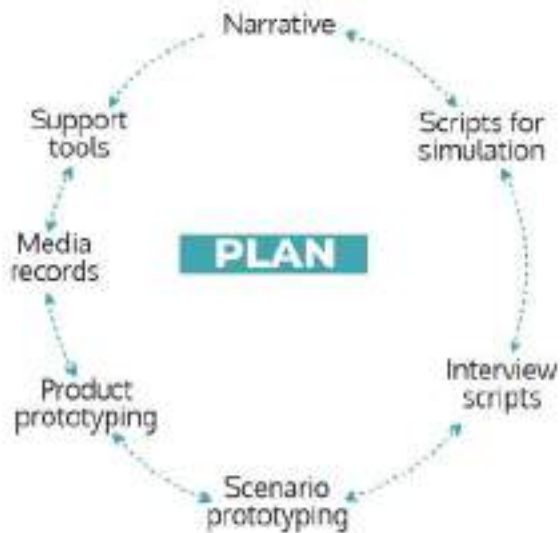 Narrative
Scripts for
simulation
Interview
scripts
Scenario
prototyping
Product
prototyping
Media
records
Support
tools
PLAN